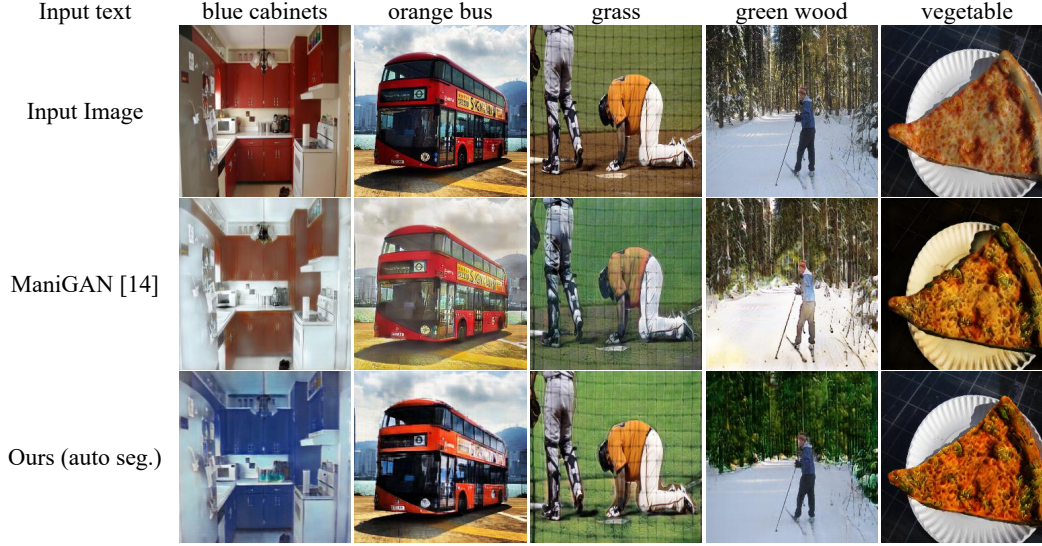 Input text blue cabinets orange bus grass green wood vegetable
Input Image
ManiGAN [14]
Ours (auto seg.)